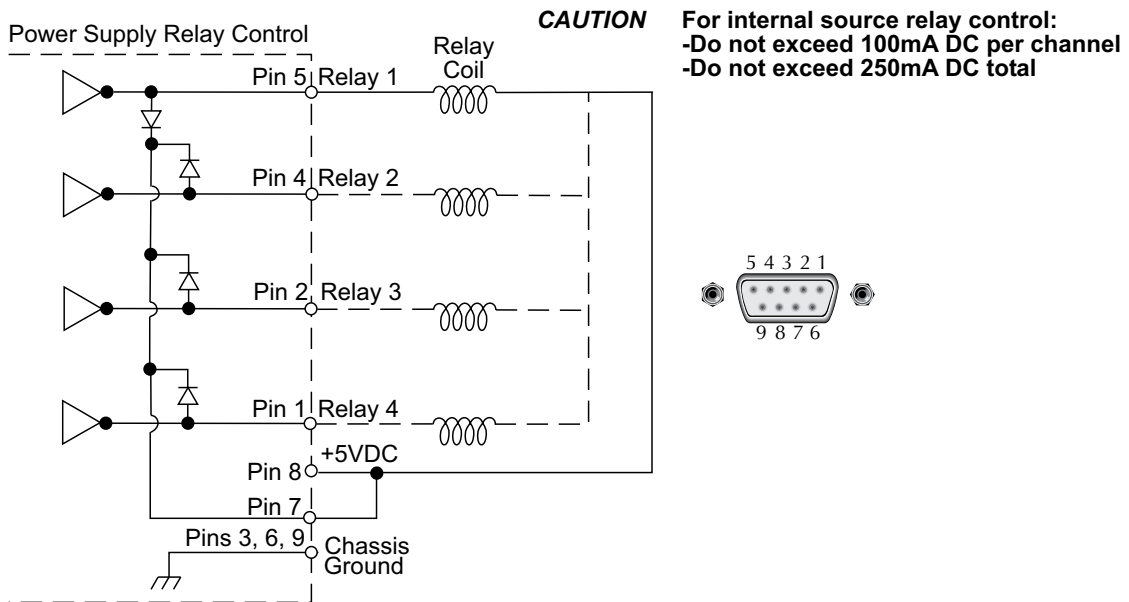 CAUTION For internal source relay control:
-Do not exceed 100mA DC per channel
-Do not exceed 250mA DC total
Power Supply Relay Control
Relay
Coil
Pin 5 Relay 1
Pin 4 Relay 2
Pin 2 Relay 3
Pin 1 Relay 4
+5VDC
Pin 8
Pin 7
Pins 3, 6, 9 Chassis
Ground
5 4 3 2 1
9 8 7 6